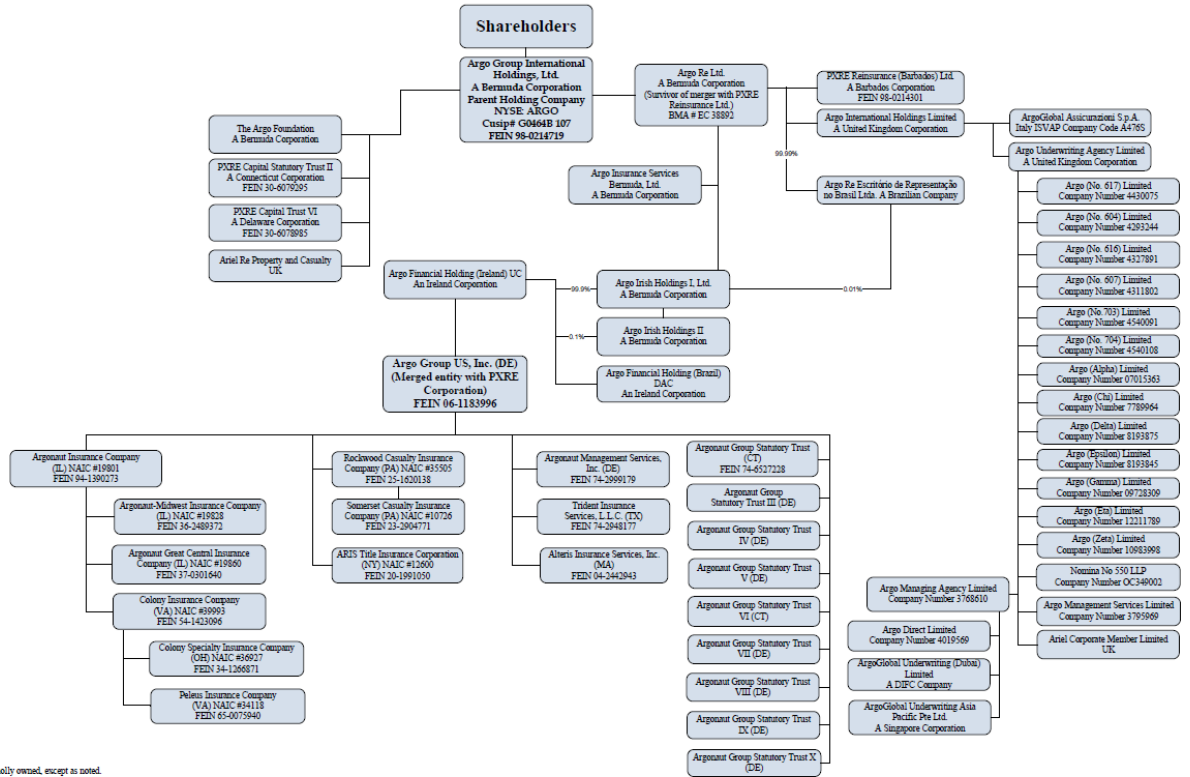 Shareholders
Argo Group International
Holdings, Ltd.
A Bermuda Corporation
Parent Holding Company
NYSE: ARGO
Cusip# G0464B 107
FEIN 98-0214719
Argo Re Ltd.
A Bermuda Corporation
(Survivor of merger with PXRE
Reinsurance Ltd.)
BMA # EC 38892
PXRE Reinsurance (Barbados) Ltd.
A Barbados Corporation
FEIN 98-0214301
Argo International Holdings Limited
A United Kingdom Corporation
ArgoGlobal Assicurazioni S.p.A.
Italy ISVAP Company Code A476S
Argo Underwriting Agency Limited
A United Kingdom Corporation
The Argo Foundation
A Bermuda Corporation
PXRE Capital Statutory Trust II
A Connecticut Corporation
FEIN 30-6079295
PXRE Capital Trust VI
A Delaware Corporation
FEIN 30-6078985
Ariel Re Property and Casualty
UK
Argo Insurance Services
Bermuda, Ltd.
A Bermuda Corporation
99.99%
Argo Re Escritório de Representação
no Brasil Ltda. A Brazilian Company
Argo Financial Holding (Ireland) UC
An Ireland Corporation
99.9%
Argo Irish Holdings I, Ltd.
A Bermuda Corporation
0.01%
0.1%
Argo Irish Holdings II
A Bermuda Corporation
Argo Financial Holding (Brazil)
DAC
An Ireland Corporation
Argo Group US, Inc. (DE)
(Merged entity with PXRE
Corporation)
FEIN 06-1183996
Argo (No. 617) Limited
Company Number 4430075
Argo (No. 604) Limited
Company Number 4293244
Argo (No. 616) Limited
Company Number 4327891
Argo (No. 607) Limited
Company Number 4311802
Argo (No.703) Limited
Company Number 4540091
Argo (No. 704) Limited
Company Number 4540108
Argo (Alpha) Limited
Company Number 07015363
Argo (Chi) Limited
Company Number 7789964
Argo (Delta) Limited
Company Number 8193875
Argo (Epsilon) Limited
Company Number 8193845
Argo (Gamma) Limited
Company Number 09728309
Argo (Eta) Limited
Company Number 12211789
Argo (Zeta) Limited
Company Number 10983998
Nomina No 550 LLP
Company Number OC349002
Argo Management Services Limited
Company Number 3795969
Ariel Corporate Member Limited
UK
Argonaut Insurance Company
(IL) NAIC #19801
FEIN 94-1390273
Argonaut-Midwest Insurance Company
(IL) NAIC #19828
FEIN 36-2489372
Argonaut Great Central Insurance
Company (IL) NAIC #19860
FEIN 37-0301640
Colony Insurance Company
(VA) NAIC #39993
FEIN 54-1423096
Colony Specialty Insurance Company
(OH) NAIC #36927
FEIN 34-1266871
Peleus Insurance Company
(VA) NAIC #34118
FEIN 65-0075940
Rockwood Casualty Insurance
Company (PA) NAIC #35505
FEIN 25-1620138
Somerset Casualty Insurance
Company (PA) NAIC #10726
FEIN 23-2904771
ARIS Title Insurance Corporation
(NY) NAIC #12600
FEIN 20-1991050
Argonaut Management Services,
Inc. (DE)
FEIN 74-2999179
Trident Insurance
Services, L.L.C. (TX)
FEIN 74-2948177
Alteris Insurance Services, Inc.
(MA)
FEIN 04-2442943
Argonaut Group Statutory Trust
(CT)
FEIN 74-6527228
Argonaut Group
Statutory Trust III (DE)
Argonaut Group Statutory Trust
IV (DE)
Argonaut Group Statutory Trust
V (DE)
Argonaut Group Statutory Trust
VI (CT)
Argonaut Group Statutory Trust
VII (DE)
Argonaut Group Statutory Trust
VIII (DE)
Argonaut Group Statutory Trust
IX (DE)
Argonaut Group Statutory Trust X
(DE)
Argo Managing Agency Limited
Company Number 3768610
Argo Direct Limited
Company Number 4019569
ArgoGlobal Underwriting (Dubai)
Limited
A DIFC Company
ArgoGlobal Underwriting Asia
Pacific Pte Ltd.
A Singapore Corporation
olly owned, except as noted.